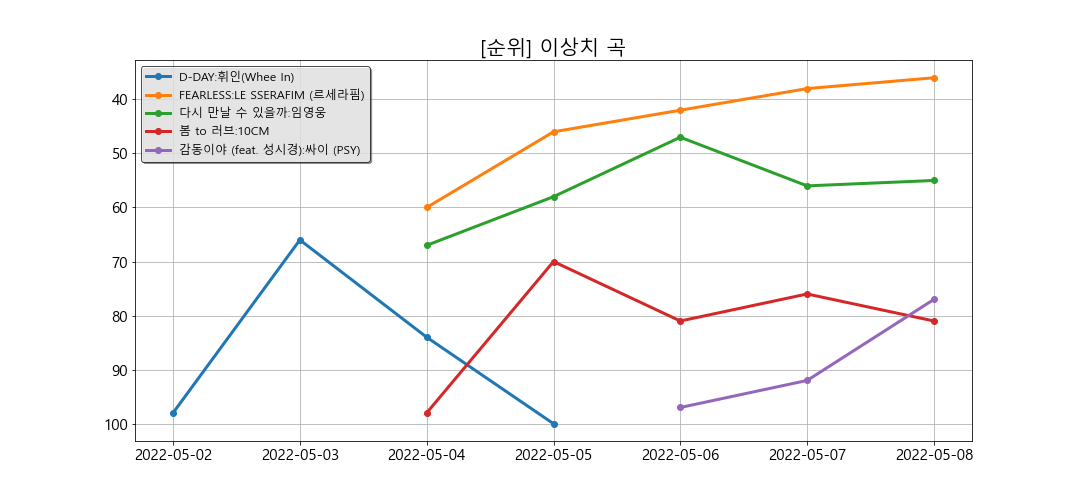 [순위] 이상치 곡
D-DAY:휘인(Whee In)
FEARLESS:LE SSERAFIM (르세라핌)
다시 만날 수 있을까:임영웅
봄 to 러브:10CM
감동이야 (feat. 성시경):싸이 (PSY)
40
50
60
70
80
90
100
2022-05-02 2022-05-03 2022-05-04 2022-05-05 2022-05-06 2022-05-07 2022-05-08